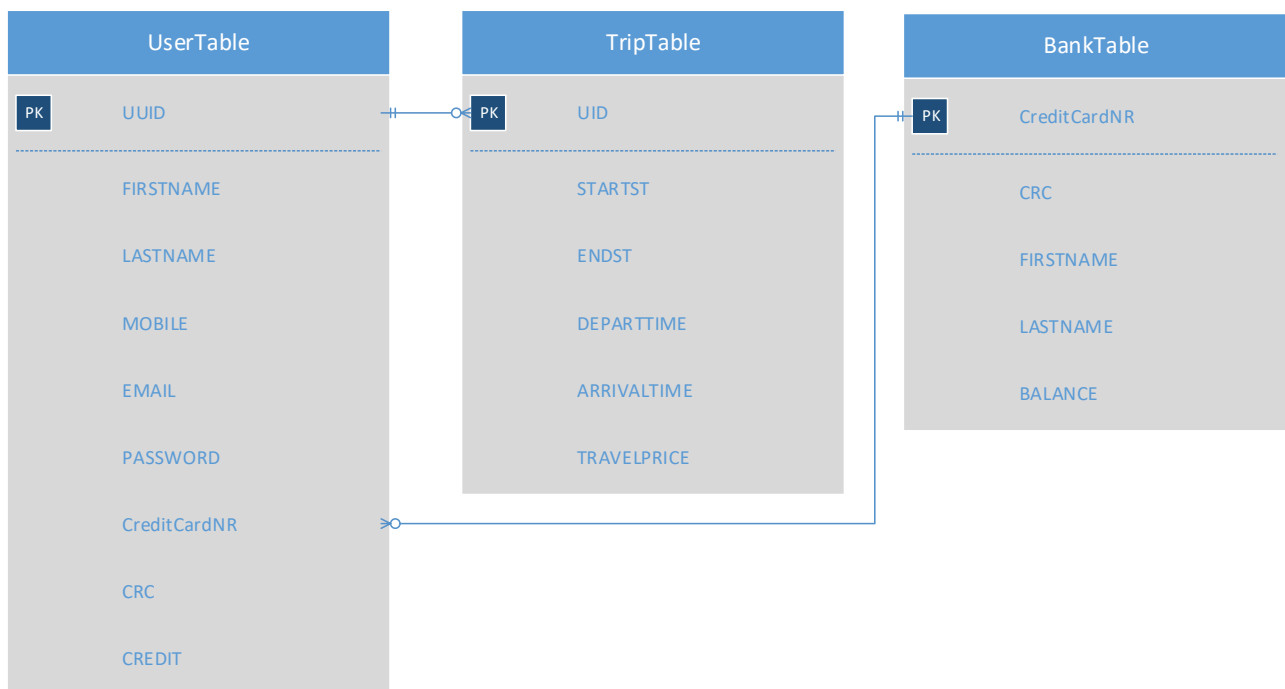 UserTable
PK UUID
FIRSTNAME
LASTNAME
MOBILE
EMAIL
PASSWORD
CreditCardNR
CRC
CREDIT
TripTable
PK UID
STARTST
ENDST
DEPARTTIME
ARRIVALTIME
TRAVELPRICE
BankTable
PK CreditCardNR
CRC
FIRSTNAME
LASTNAME
BALANCE